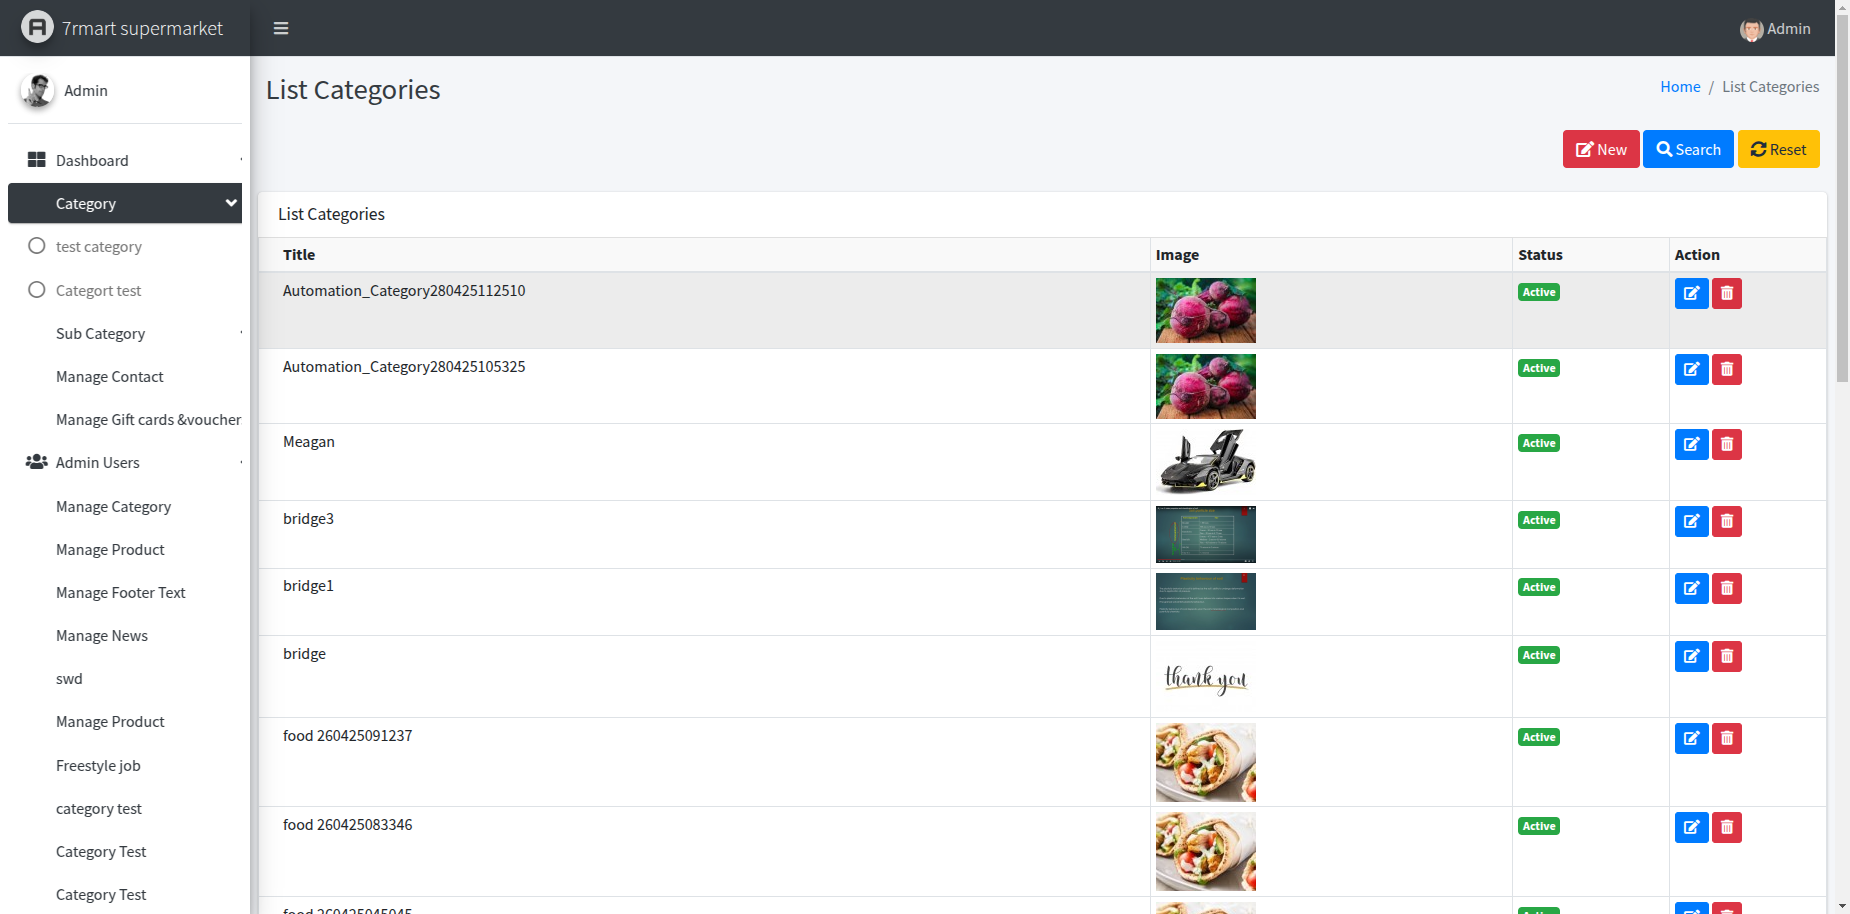 7rmart supermarket
Admin
Admin
List Categories
Home / List Categories
New
Search
Reset
Dashboard
Category
test category
Categort test
Sub Category
Manage Contact
Manage Gift cards &voucher
Admin Users
Manage Category
Manage Product
Manage Footer Text
Manage News
swd
Manage Product
Freestyle job
category test
Category Test
Category Test
List Categories
Title Image Status Action
Automation_Category280425112510 Active
Automation_Category280425105325 Active
Meagan Active
bridge3 Active
bridge1 Active
bridge thank you Active
food 260425091237 Active
food 260425083346 Active
food 260425045045 Active